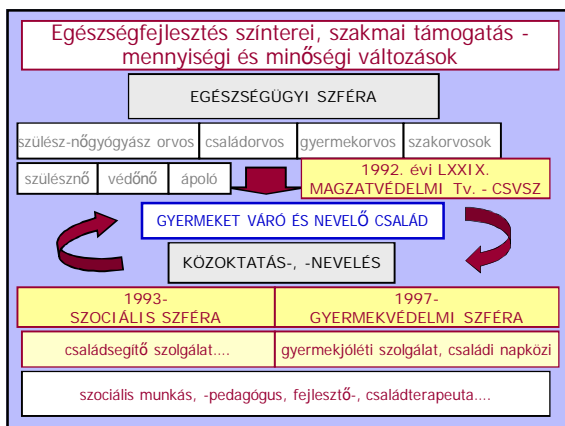 Egészségfejlesztés színterei, szakmai támogatás -
mennyiségi és minőségi változások
EGÉSZSÉGÜGYI SZFÉRA
szülész-nőgyógyász orvos családorvos gyermekorvos szakorvosok
szülésznő védőnő ápoló
1992. évi LXXIX.
MAGZATVÉDELMI Tv. - CSVSZ
GYERMEKET VÁRÓ ÉS NEVELŐ CSALÁD
KÖZOKTATÁS-, -NEVELÉS
1993-
SZOCIÁLIS SZFÉRA
1997-
GYERMEKVÉDELMI SZFÉRA
családsegítő szolgálat....
gyermekjóléti szolgálat, családi napközi
szociális munkás, -pedagógus, fejlesztő-, családterapeuta....